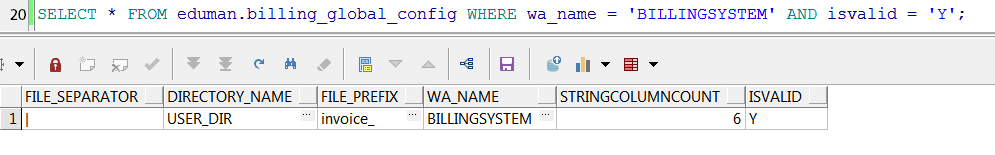 20 SELECT * FROM eduman.billing_global_config WHERE wa_name = 'BILLINGSYSTEM' AND isvalid = 'Y';
FILE_SEPARATOR DIRECTORY_NAME FILE_PREFIX WA_NAME STRINGCOLUMNCOUNT ISVALID
1 | USER_DIR ... invoice_ ... BILLINGSYSTEM ... 6 Y